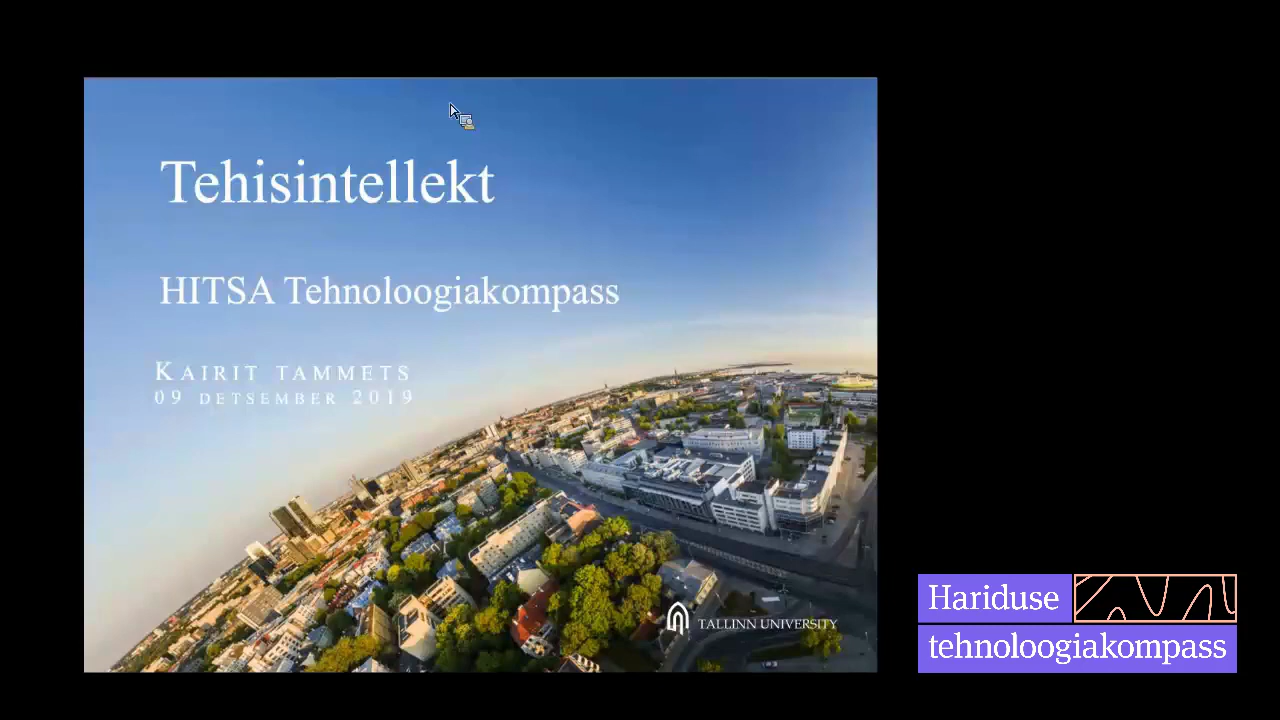 Tehisintellekt
HITSA Tehnoloogiakompass
KAIRIT TAMMETS
09 DETSEMBER 2019
TALLINN UNIVERSITY
Hariduse
tehnoloogiakompass